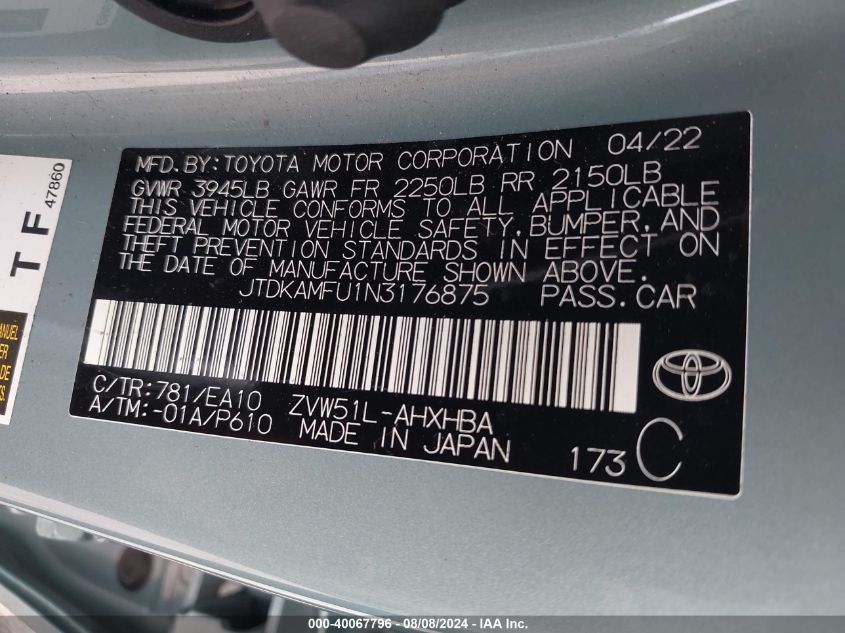 MFD.BY:TOYOTA MOTOR CORPORATION 04/22
GVWR 3945LB GAWR FR 2250LB RR 2150LB
THIS VEHICLE CONFORMS TO ALL APPLICABLE
FEDERAL MOTOR VEHICLE SAFETY,BUMPER,AND
THEFT PREVENTION STANDARDS IN EFFECT ON
THE DATE OF MANUFACTURE SHOWN ABOVE.
JTDKAMFU1N3176875 PASS.CAR
C/TR:781/EA10 ZVW51L-AHXHBA
A/TM:-01A/P610 MADE IN JAPAN
173 C
T F
47860
ANUEL
ER
DE
S.
000-40067796 - 08/08/2024 - IAA Inc.